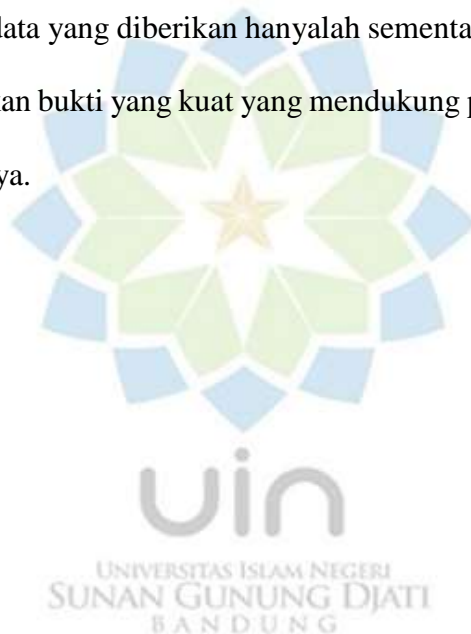 data yang diberikan hanyalah sementa
kan bukti yang kuat yang mendukung p
ya.
uin
UNIVERSITAS ISLAM NEGERI
SUNAN GUNUNG DJATI
BANDUNG